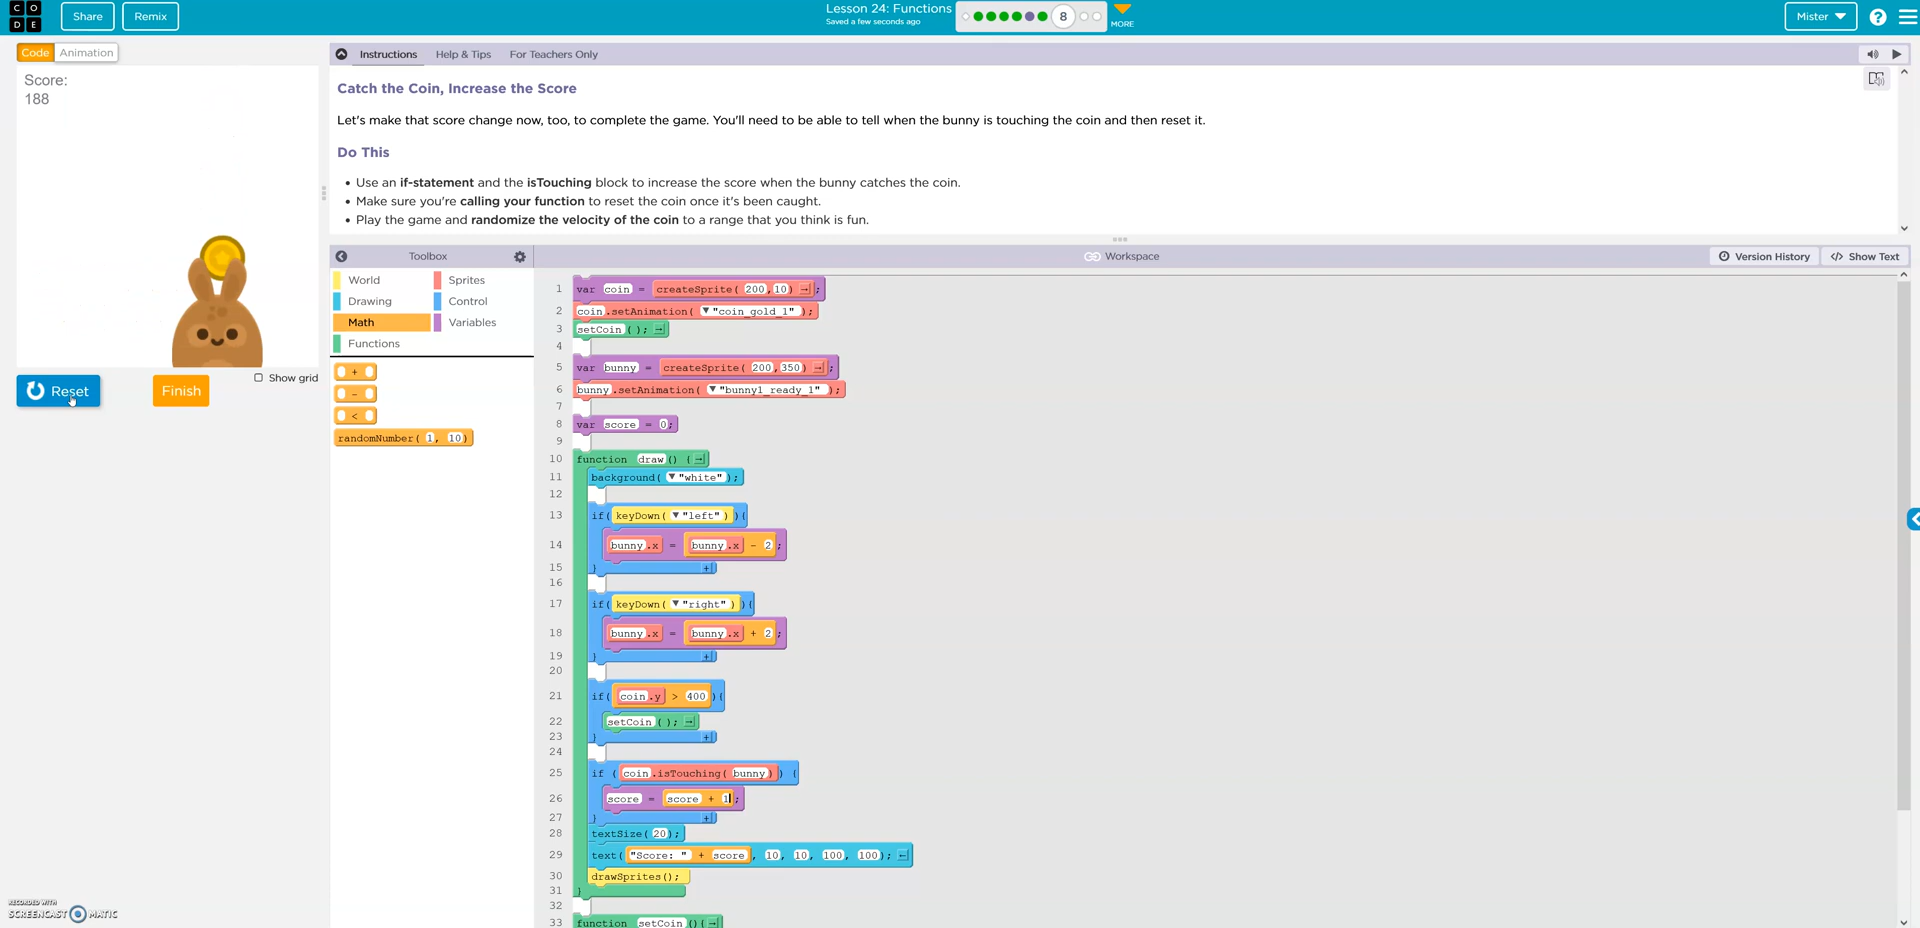 CO
DE
Share
Remix
Lesson 24: Functions
Saved a few seconds ago
8
MORE
Mister
?
Code
Animation
Instructions
Help & Tips
For Teachers Only
Score:
188
Catch the Coin, Increase the Score
Let's make that score change now, too, to complete the game. You'll need to be able to tell when the bunny is touching the coin and then reset it.
Do This
• Use an if-statement and the isTouching block to increase the score when the bunny catches the coin.
• Make sure you're calling your function to reset the coin once it's been caught.
• Play the game and randomize the velocity of the coin to a range that you think is fun.
Reset
Finish
Show grid
Toolbox
Workspace
Version History
</> Show Text
World
Sprites
Drawing
Control
Math
Variables
Functions
+
-
<
randomNumber( 1, 10)
1 var coin = createSprite( 200,10) ;
2 coin.setAnimation( "coin_gold_1" );
3 setCoin ( );
4
5 var bunny = createSprite( 200,350) ;
6 bunny.setAnimation( "bunny1_ready_1" );
7
8 var score = 0;
9
10 function draw() {
11 background( "white" );
12
13 if( keyDown( "left" ) ){
14 bunny.x = bunny.x - 2 ;
15 }
16
17 if( keyDown( "right" ) ){
18 bunny.x = bunny.x + 2 ;
19 }
20
21 if( coin.y > 400 ){
22 setCoin ( );
23 }
24
25 if ( coin.isTouching( bunny) ) {
26 score = score + 1 ;
27 }
28 textSize( 20);
29 text( "Score: " + score , 10, 10, 100, 100);
30 drawSprites();
31 }
32
33 function setCoin(){
RECORDED WITH
SCREENCAST MATIC